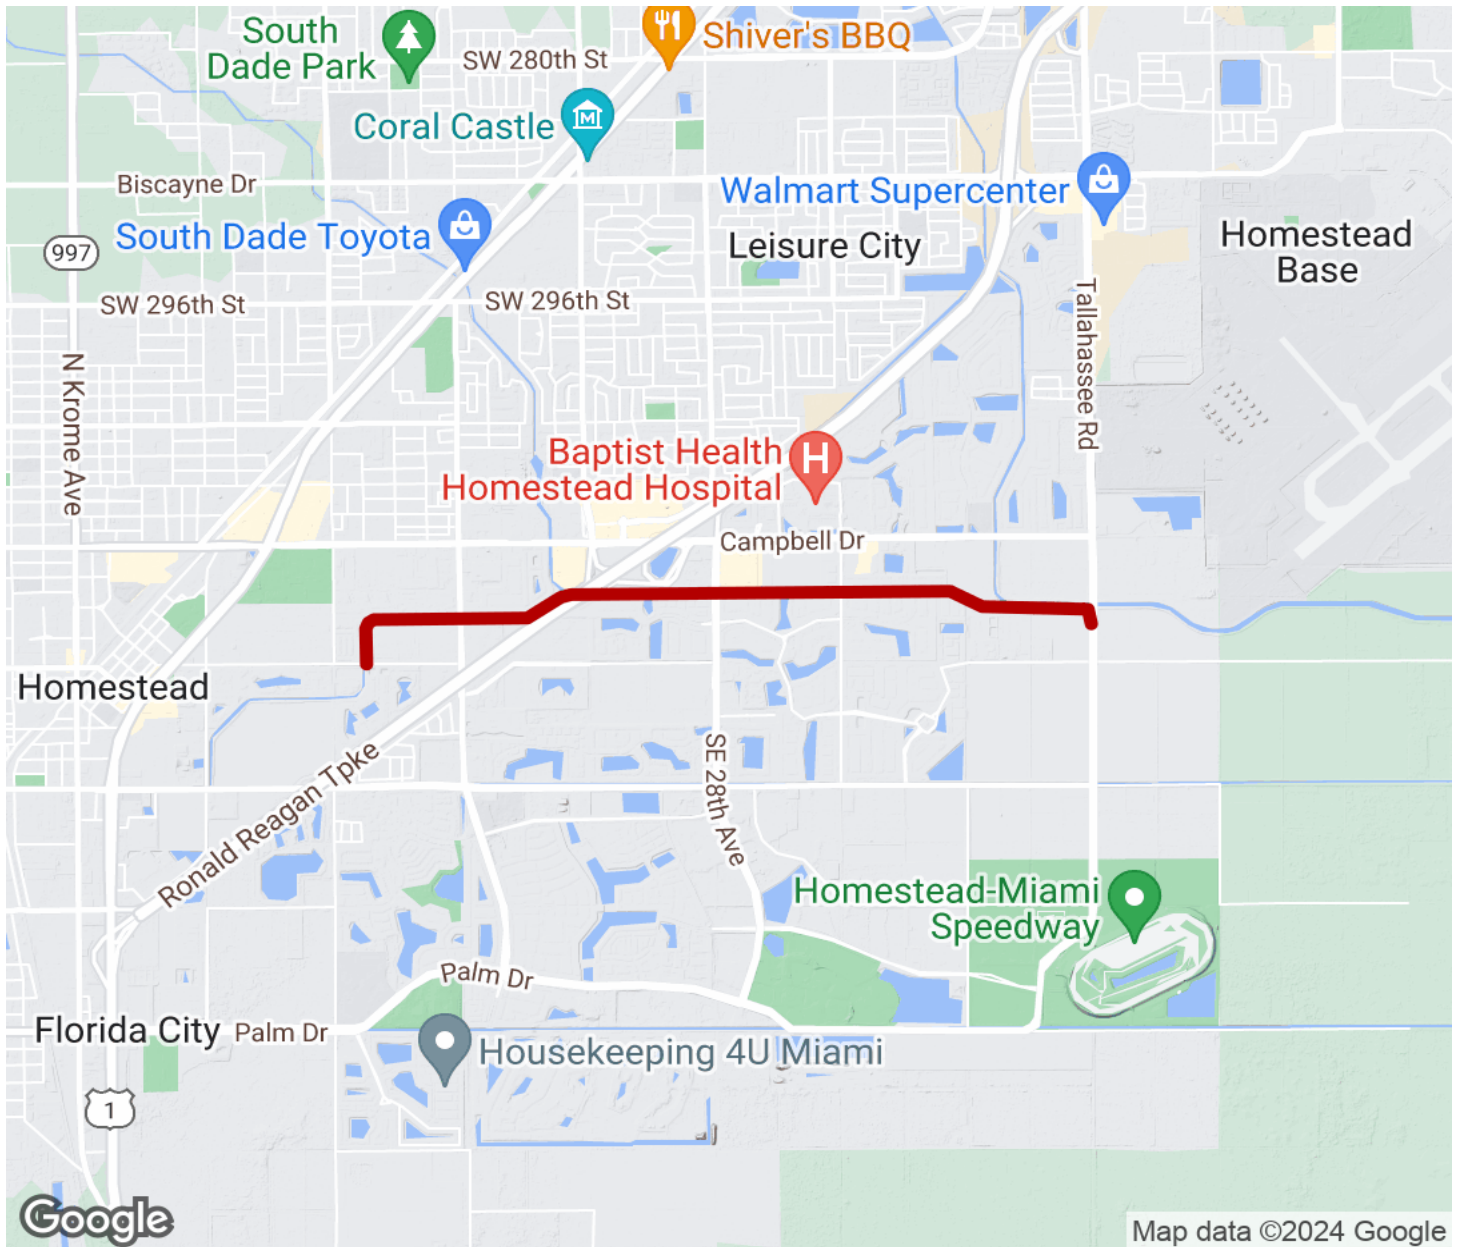 South
Dade Park
SW 280th St
Shiver's BBQ
Coral Castle
Biscayne Dr
Walmart Supercenter
997
South Dade Toyota
Leisure City
Homestead
Base
SW 296th St
SW 296th St
Tallahassee Rd
N Krome Ave
Baptist Health
Homestead Hospital
H
Campbell Dr
Homestead
SE 28th Ave
Ronald Reagan Tpke
Homestead-Miami
Speedway
Palm Dr
Florida City
Palm Dr
Housekeeping 4U Miami
1
Google
Map data ©2024 Google